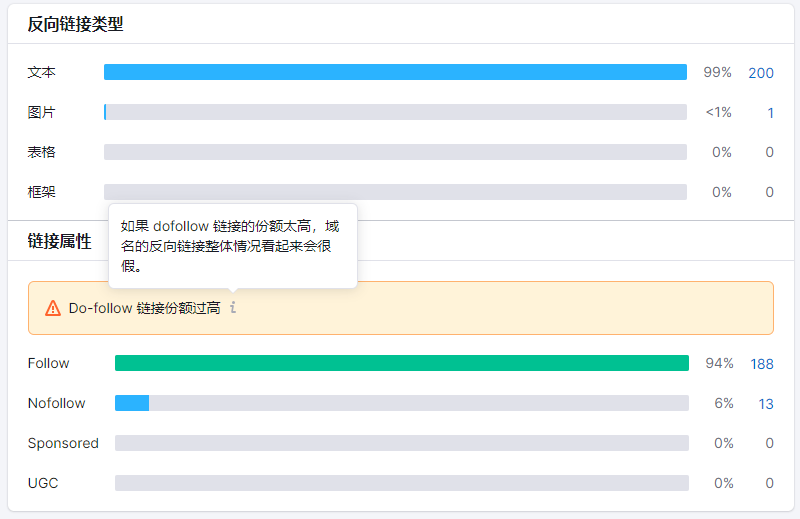 反向链接类型
文本 99% 200
图片 <1% 1
表格 0% 0
框架 0% 0
如果 dofollow 链接的份额太高，域
名的反向链接整体情况看起来会很
假。
链接属性
Do-follow 链接份额过高 i
Follow 94% 188
Nofollow 6% 13
Sponsored 0% 0
UGC 0% 0